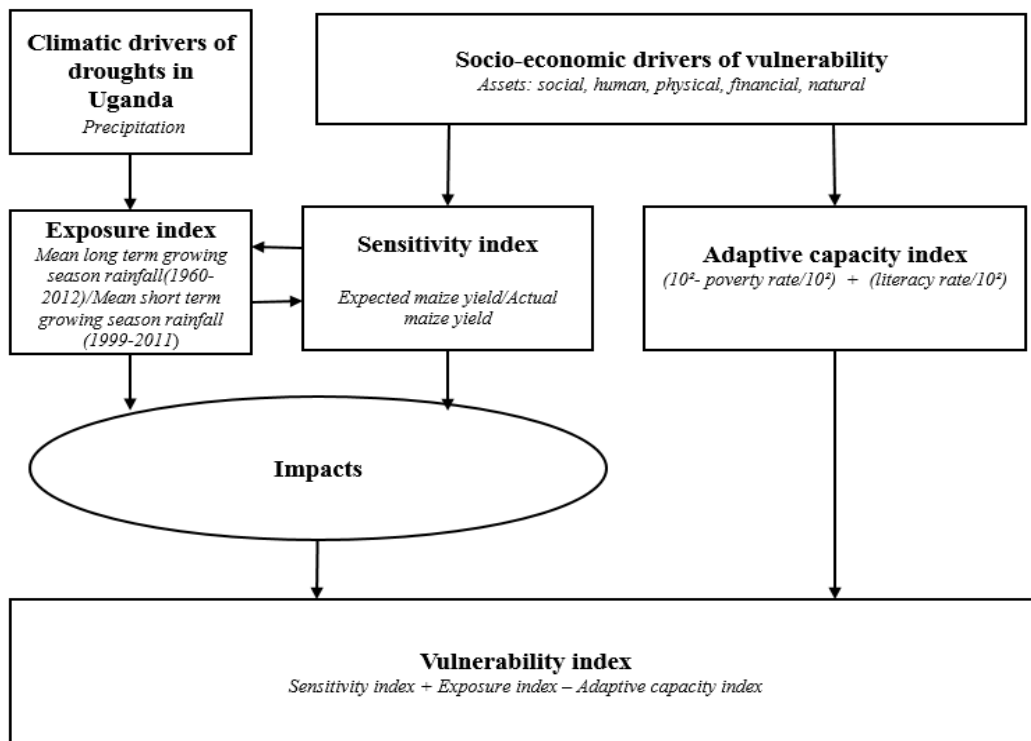 Climatic drivers of
droughts in
Uganda
Precipitation
Socio-economic drivers of vulnerability
Assets: social, human, physical, financial, natural
Exposure index
Mean long term growing
season rainfall(1960-
2012)/Mean short term
growing season rainfall
(1999-2011)
Sensitivity index
Expected maize yield/Actual
maize yield
Adaptive capacity index
(10²- poverty rate/10²) + (literacy rate/10²)
Impacts
Vulnerability index
Sensitivity index + Exposure index – Adaptive capacity index